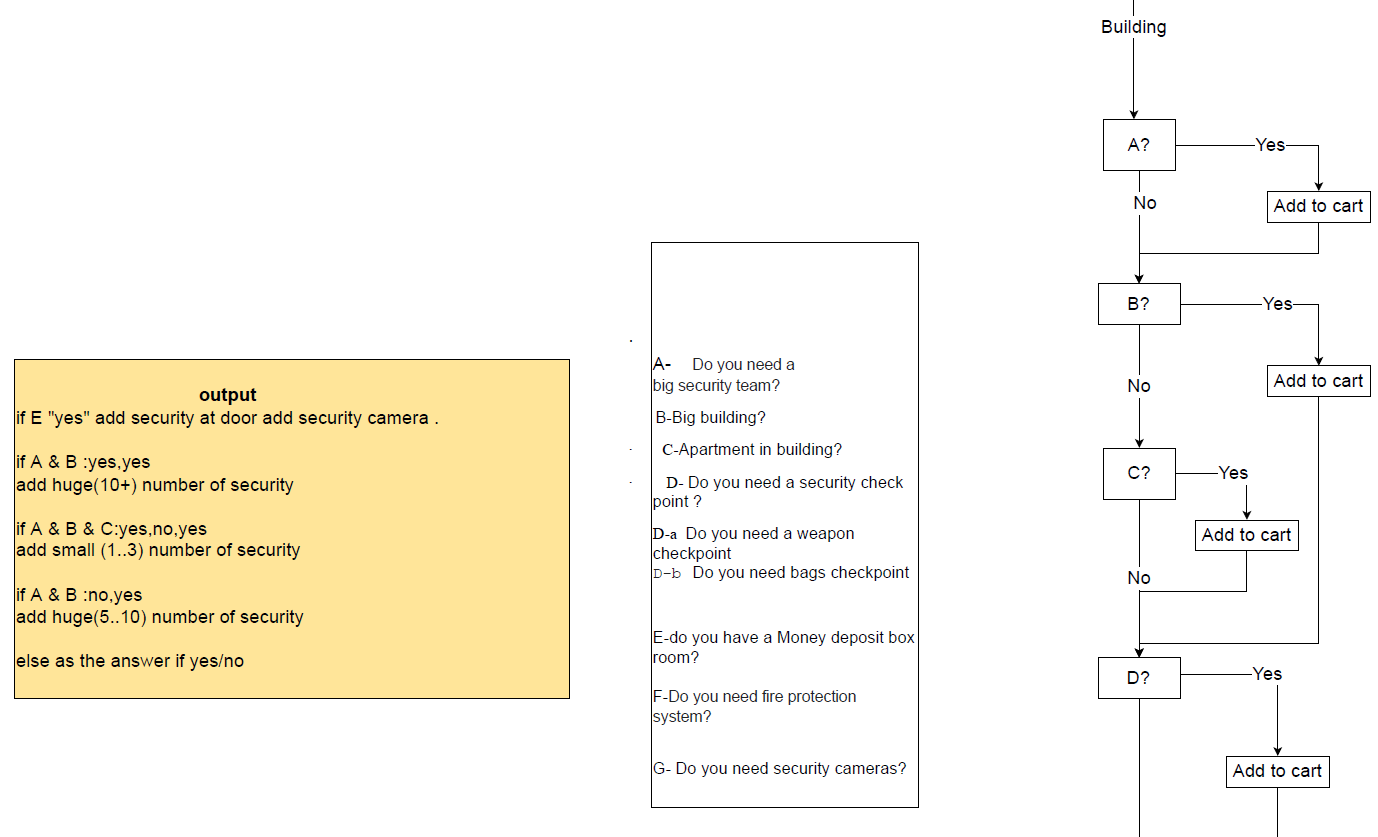 output
if E "yes" add security at door add security camera .
if A & B :yes,yes
add huge(10+) number of security
if A & B & C:yes,no,yes
add small (1..3) number of security
if A & B :no,yes
add huge(5..10) number of security
else as the answer if yes/no
A- Do you need a
big security team?
B-Big building?
C-Apartment in building?
D- Do you need a security check
point ?
D-a Do you need a weapon
checkpoint
D-b Do you need bags checkpoint
E-do you have a Money deposit box
room?
F-Do you need fire protection
system?
G- Do you need security cameras?
Building
A?
Yes
Add to cart
No
B?
Yes
Add to cart
No
C?
Yes
Add to cart
No
D?
Yes
Add to cart